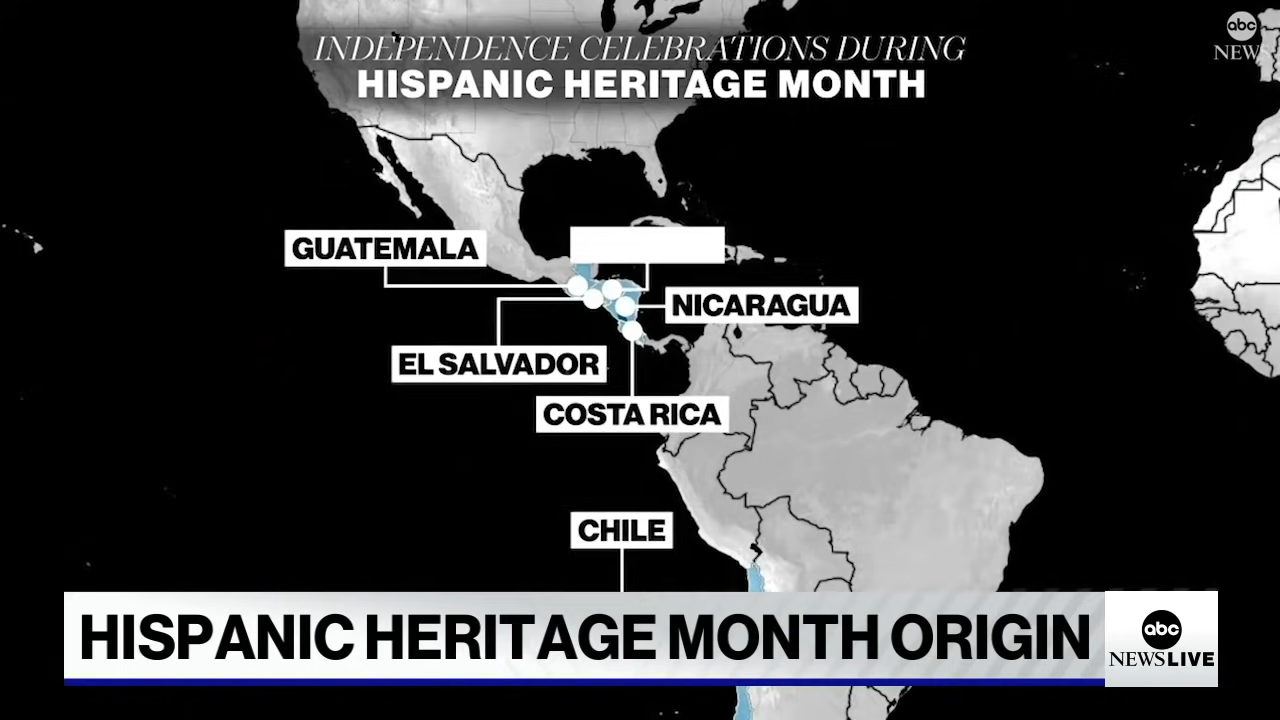 INDEPENDENCE CELEBRATIONS DURING
HISPANIC HERITAGE MONTH
abc
NEWS
GUATEMALA
NICARAGUA
EL SALVADOR
COSTA RICA
CHILE
HISPANIC HERITAGE MONTH ORIGIN
abc
NEWSLIVE